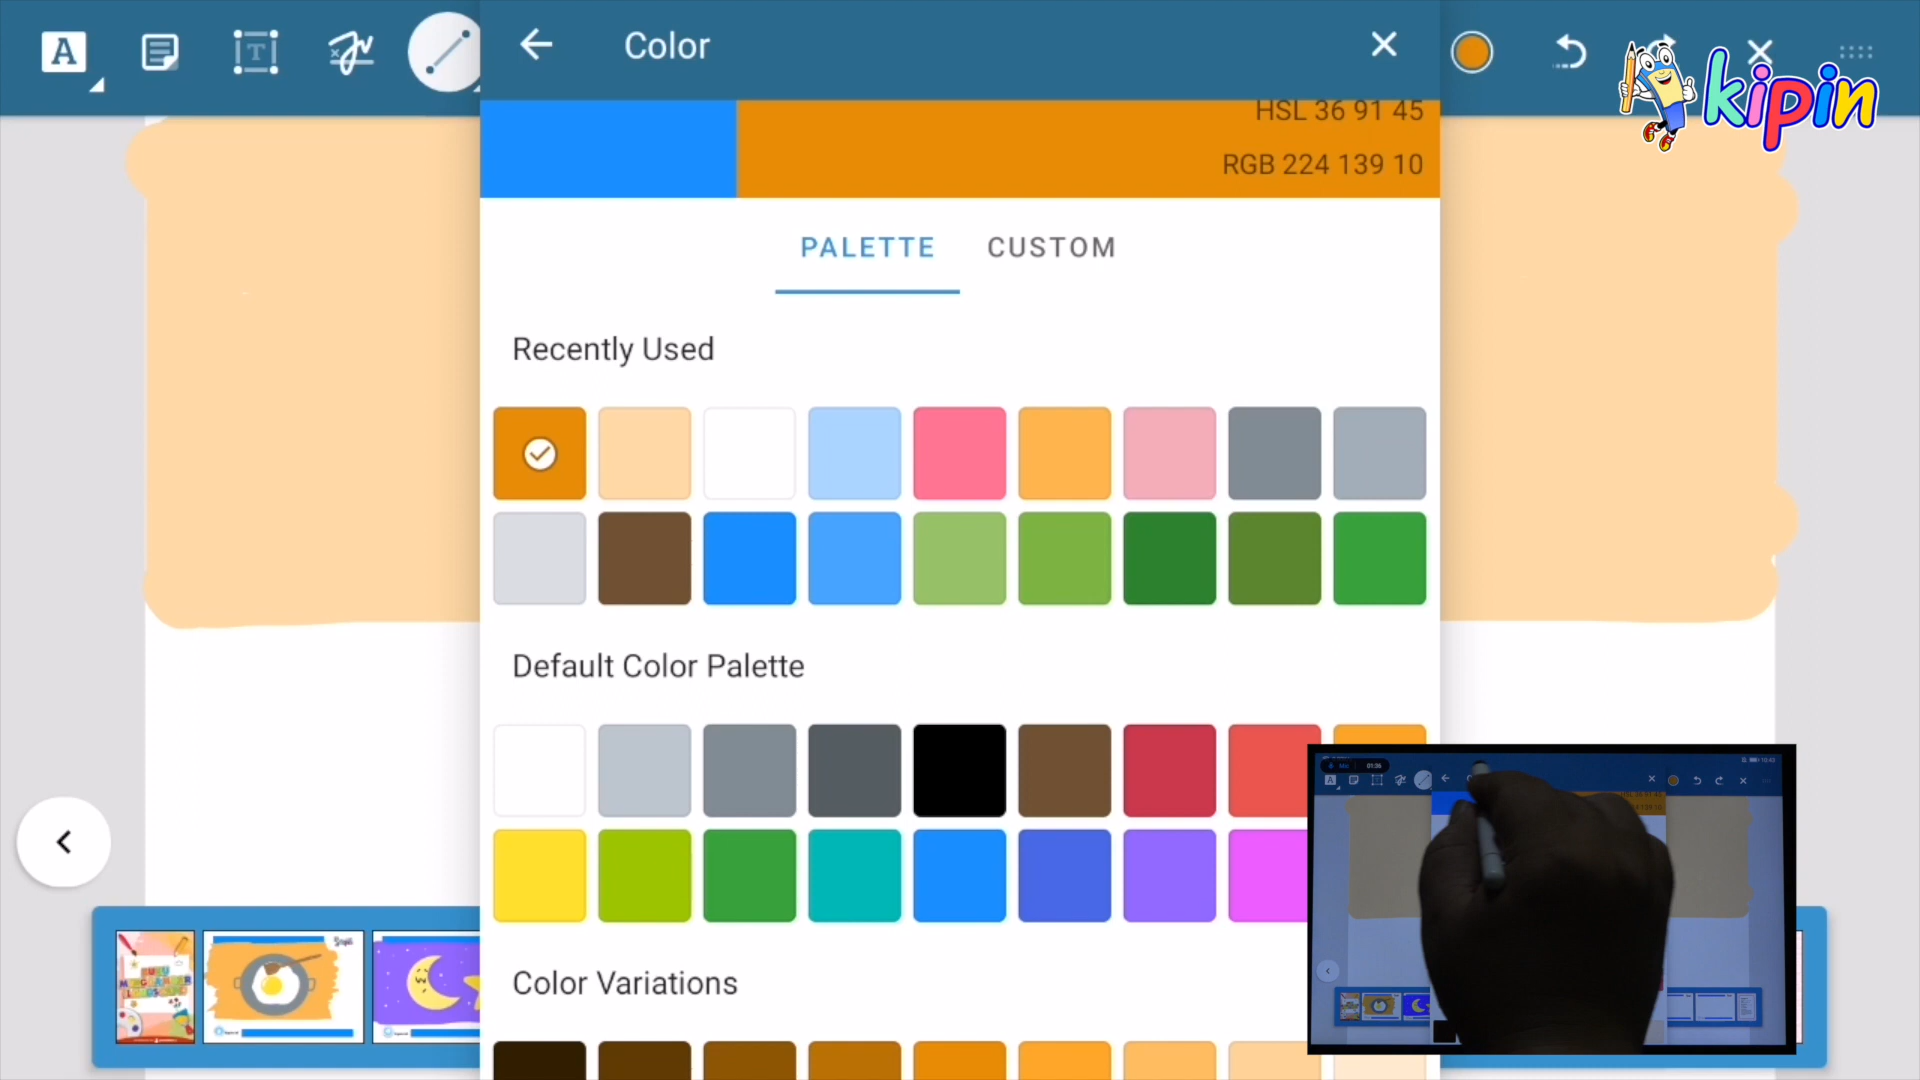 A
T
Color
kipin
HSL 36 91 45
RGB 224 139 10
PALETTE
CUSTOM
Recently Used
Default Color Palette
Color Variations